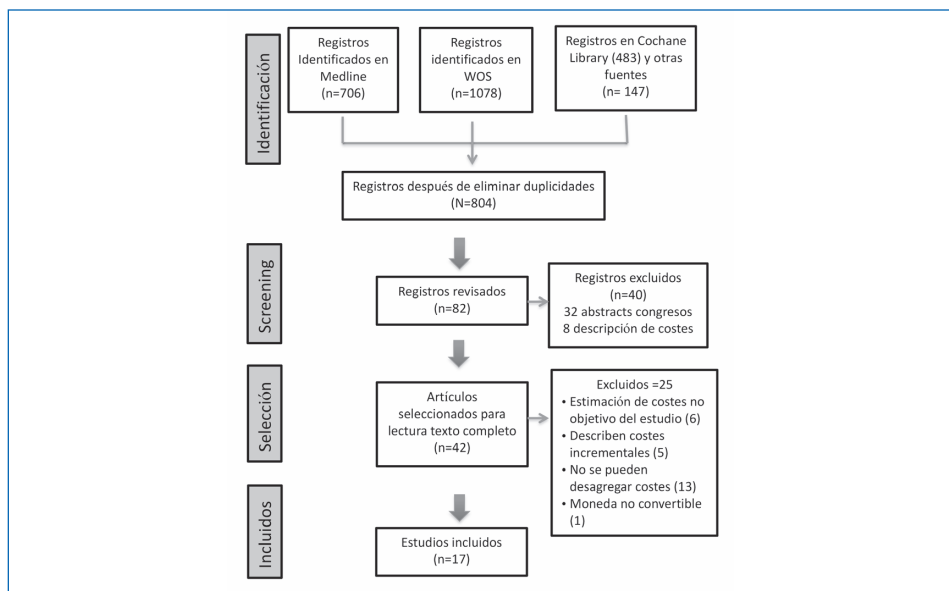 Identificación
Registros
Identificados en
Medline
(n=706)
Registros
identificados en
WOS
(n=1078)
Registros en Cochane
Library (483) y otras
fuentes
(n= 147)
Registros después de eliminar duplicidades
(N=804)
Screening
Registros revisados
(n=82)
Registros excluidos
(n=40)
32 abstracts congresos
8 descripción de costes
Selección
Artículos
seleccionados para
lectura texto completo
(n=42)
Excluidos =25
• Estimación de costes no
objetivo del estudio (6)
• Describen costes
incrementales (5)
• No se pueden
desagregar costes (13)
• Moneda no convertible
(1)
Incluidos
Estudios incluidos
(n=17)